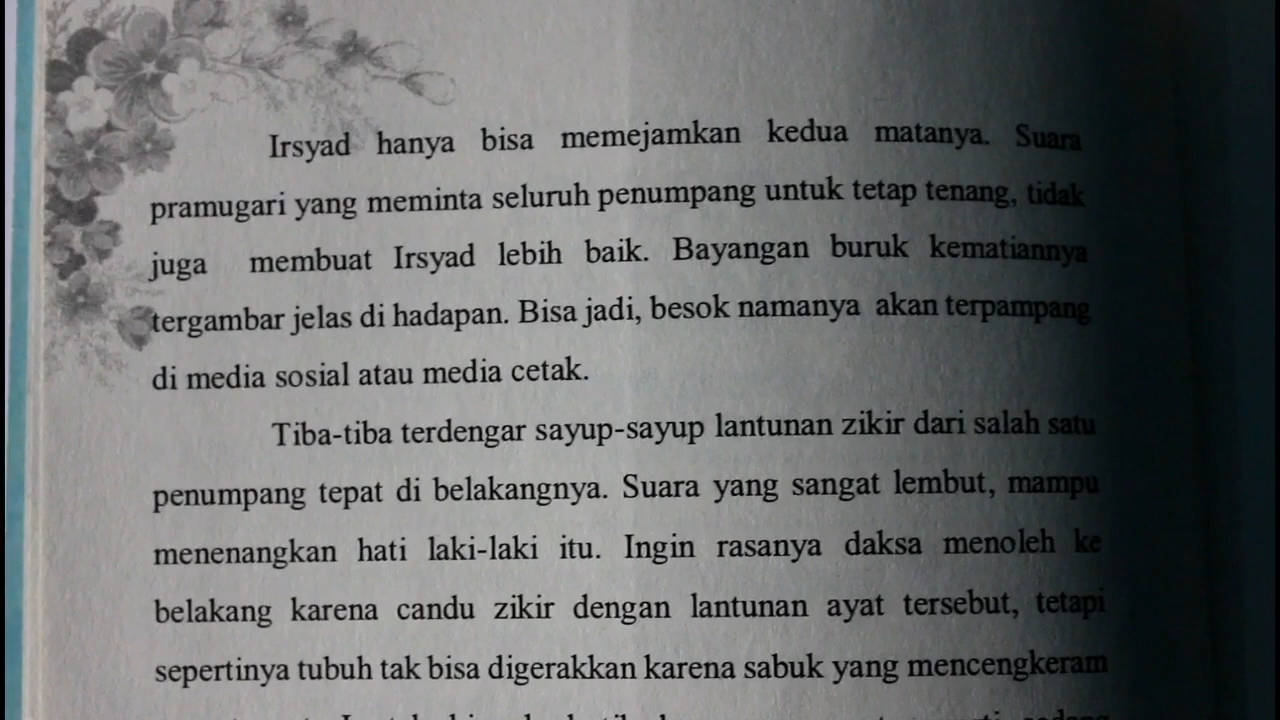 Irsyad hanya bisa memejamkan kedua matanya. Suara
pramugari yang meminta seluruh penumpang untuk tetap tenang, tidak
juga membuat Irsyad lebih baik. Bayangan buruk kematiannya
tergambar jelas di hadapan. Bisa jadi, besok namanya akan terpampang
di media sosial atau media cetak.
Tiba-tiba terdengar sayup-sayup lantunan zikir dari salah satu
penumpang tepat di belakangnya. Suara yang sangat lembut, mampu
menenangkan hati laki-laki itu. Ingin rasanya daksa menoleh ke
belakang karena candu zikir dengan lantunan ayat tersebut, tetapi
sepertinya tubuh tak bisa digerakkan karena sabuk yang mencengkeram